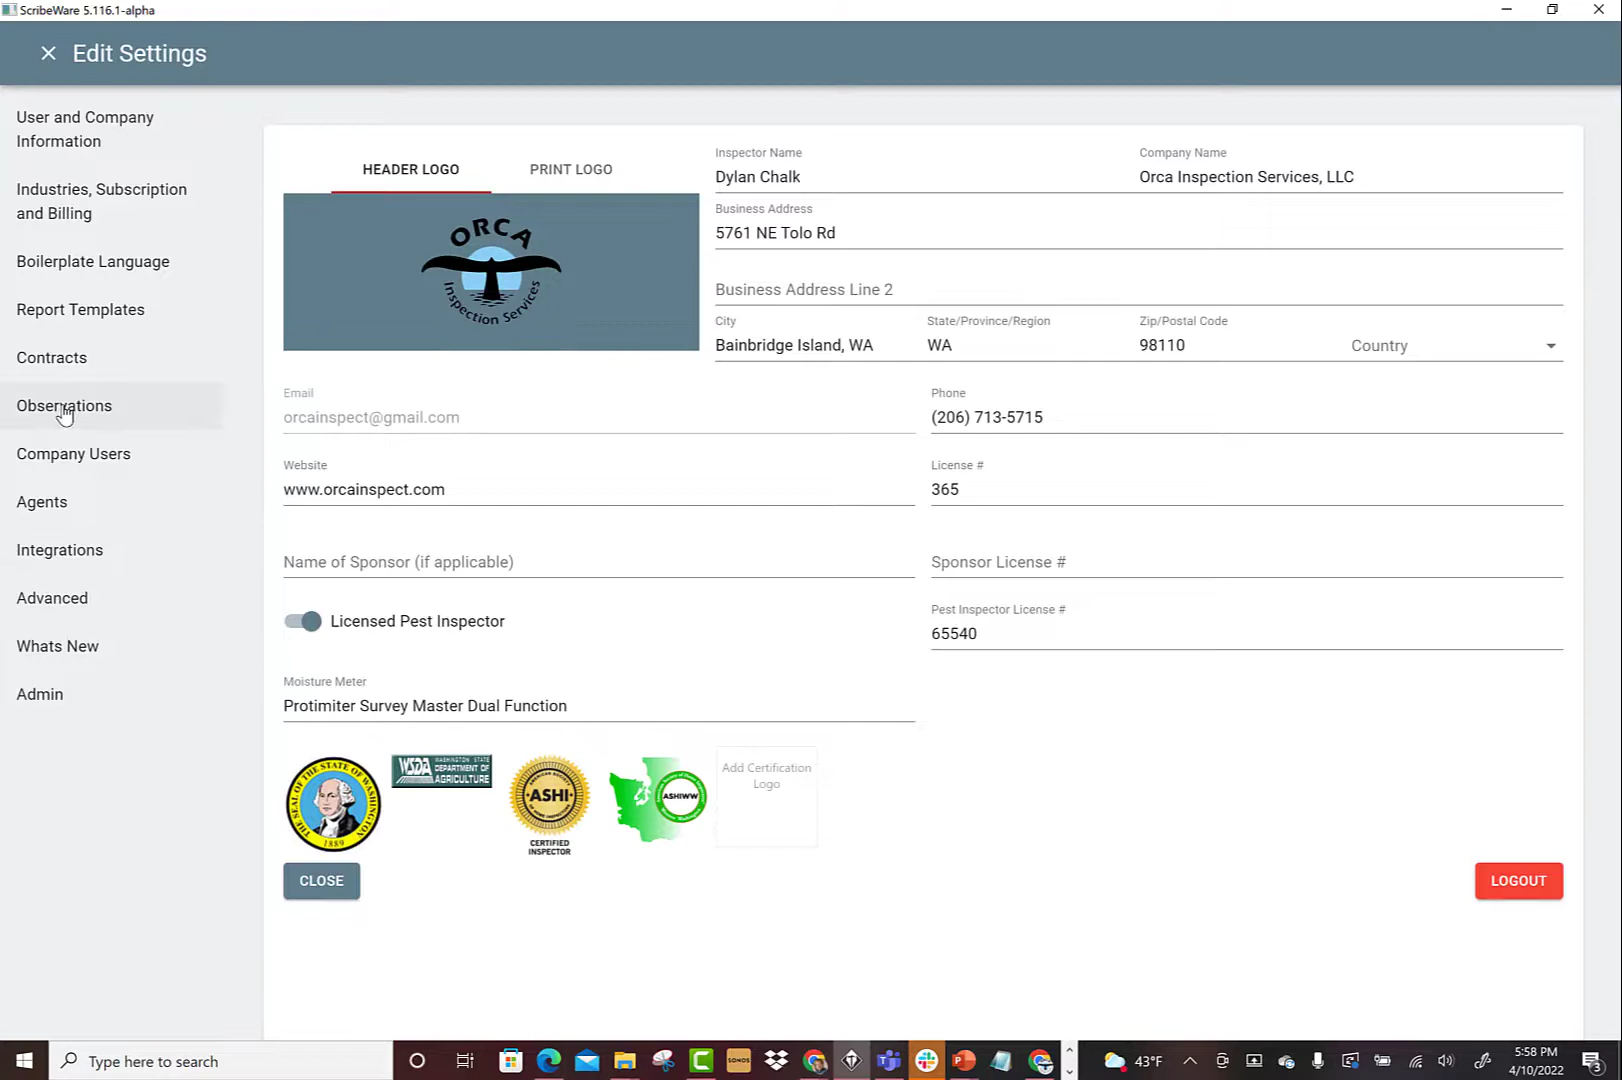 ScribeWare 5.116.1-alpha
Edit Settings
User and Company
Information
Industries, Subscription
and Billing
Boilerplate Language
Report Templates
Contracts
Observations
Company Users
Agents
Integrations
Advanced
Whats New
Admin
HEADER LOGO
PRINT LOGO
ORCA
Inspection Services
Inspector Name
Dylan Chalk
Company Name
Orca Inspection Services, LLC
Business Address
5761 NE Tolo Rd
Business Address Line 2
City
Bainbridge Island, WA
State/Province/Region
WA
Zip/Postal Code
98110
Country
Email
orcainspect@gmail.com
Phone
(206) 713-5715
Website
www.orcainspect.com
License #
365
Name of Sponsor (if applicable)
Sponsor License #
Licensed Pest Inspector
Pest Inspector License #
65540
Moisture Meter
Protimiter Survey Master Dual Function
THE SEAL OF THE STATE OF WASHINGTON
1889
WSDA
WASHINGTON STATE
DEPARTMENT OF
AGRICULTURE
ASHI
CERTIFIED
INSPECTOR
ASHIWW
Add Certification
Logo
CLOSE
LOGOUT
Type here to search
SONOS
43°F
5:58 PM
4/10/2022
3